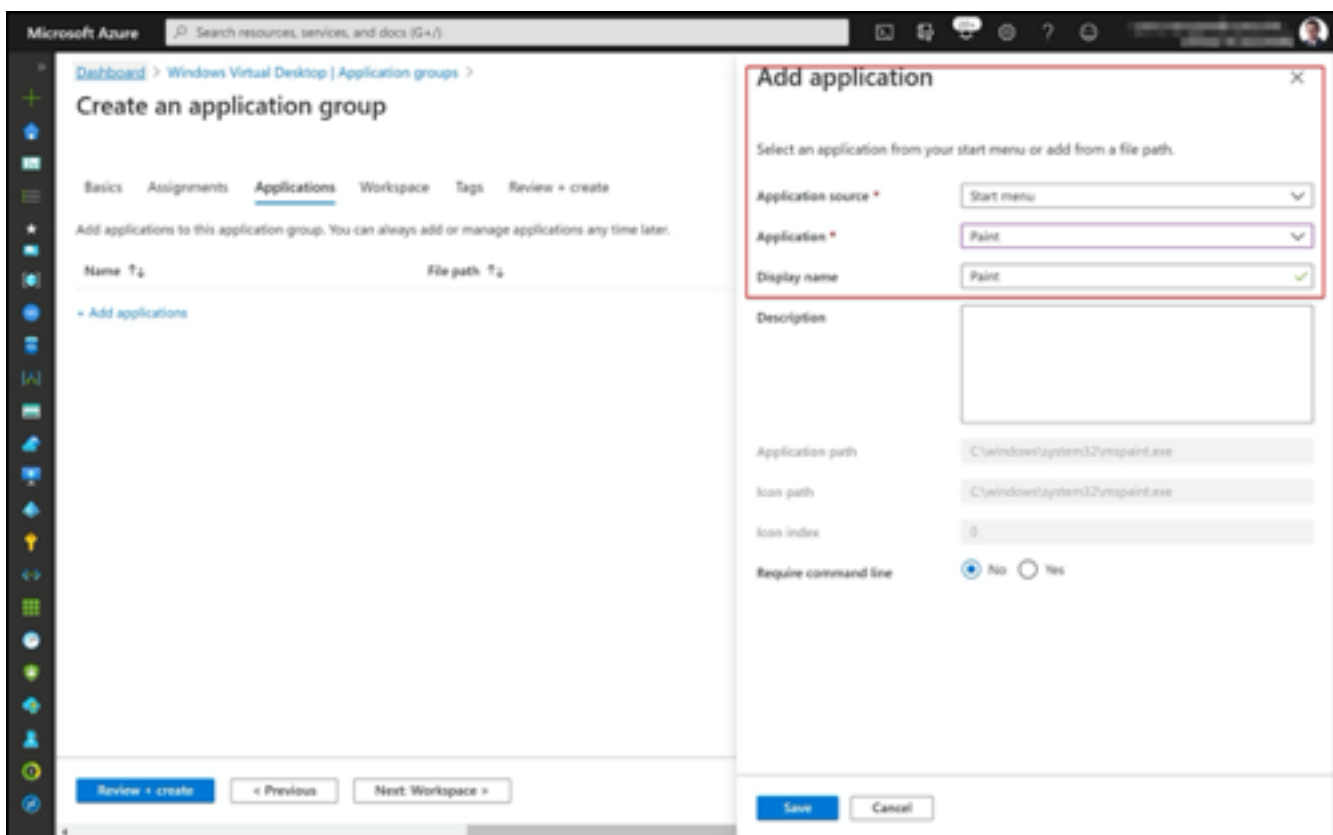 Microsoft Azure
Search resources, services, and docs (G+/)
20+
Dashboard > Windows Virtual Desktop | Application groups >
Create an application group
Basics Assignments Applications Workspace Tags Review + create
Add applications to this application group. You can always add or manage applications any time later.
Name ↑↓ File path ↑↓
+ Add applications
Review + create < Previous Next: Workspace >
Add application
Select an application from your start menu or add from a file path.
Application source * Start menu
Application * Paint
Display name Paint
Description
Application path C:\windows\system32\mspaint.exe
Icon path C:\windows\system32\mspaint.exe
Icon index 0
Require command line No Yes
Save Cancel